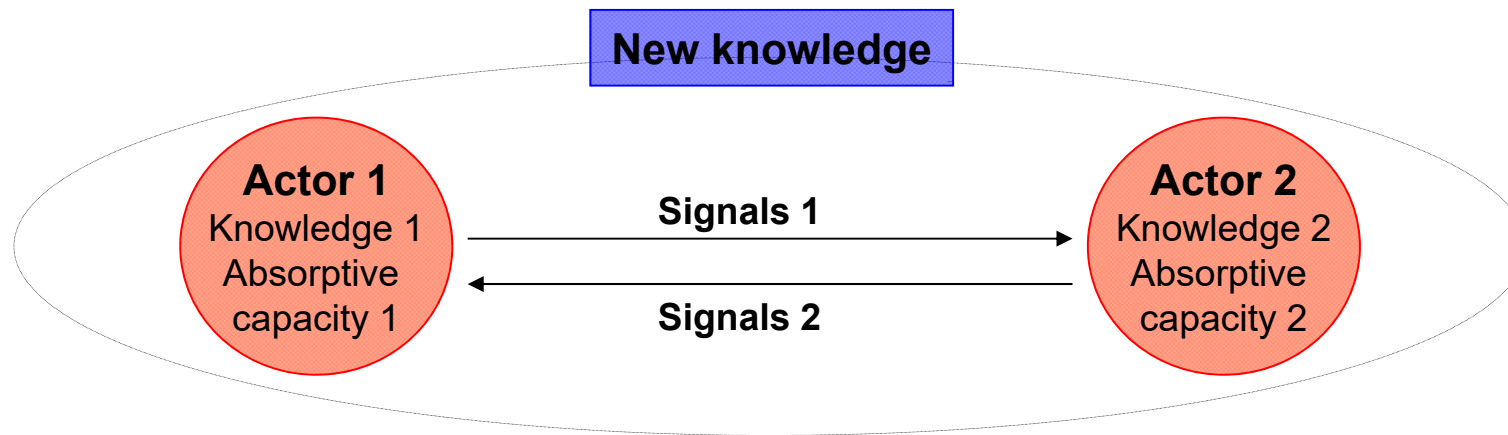 New knowledge
Actor 1
Knowledge 1
Absorptive
capacity 1
Signals 1
Signals 2
Actor 2
Knowledge 2
Absorptive
capacity 2